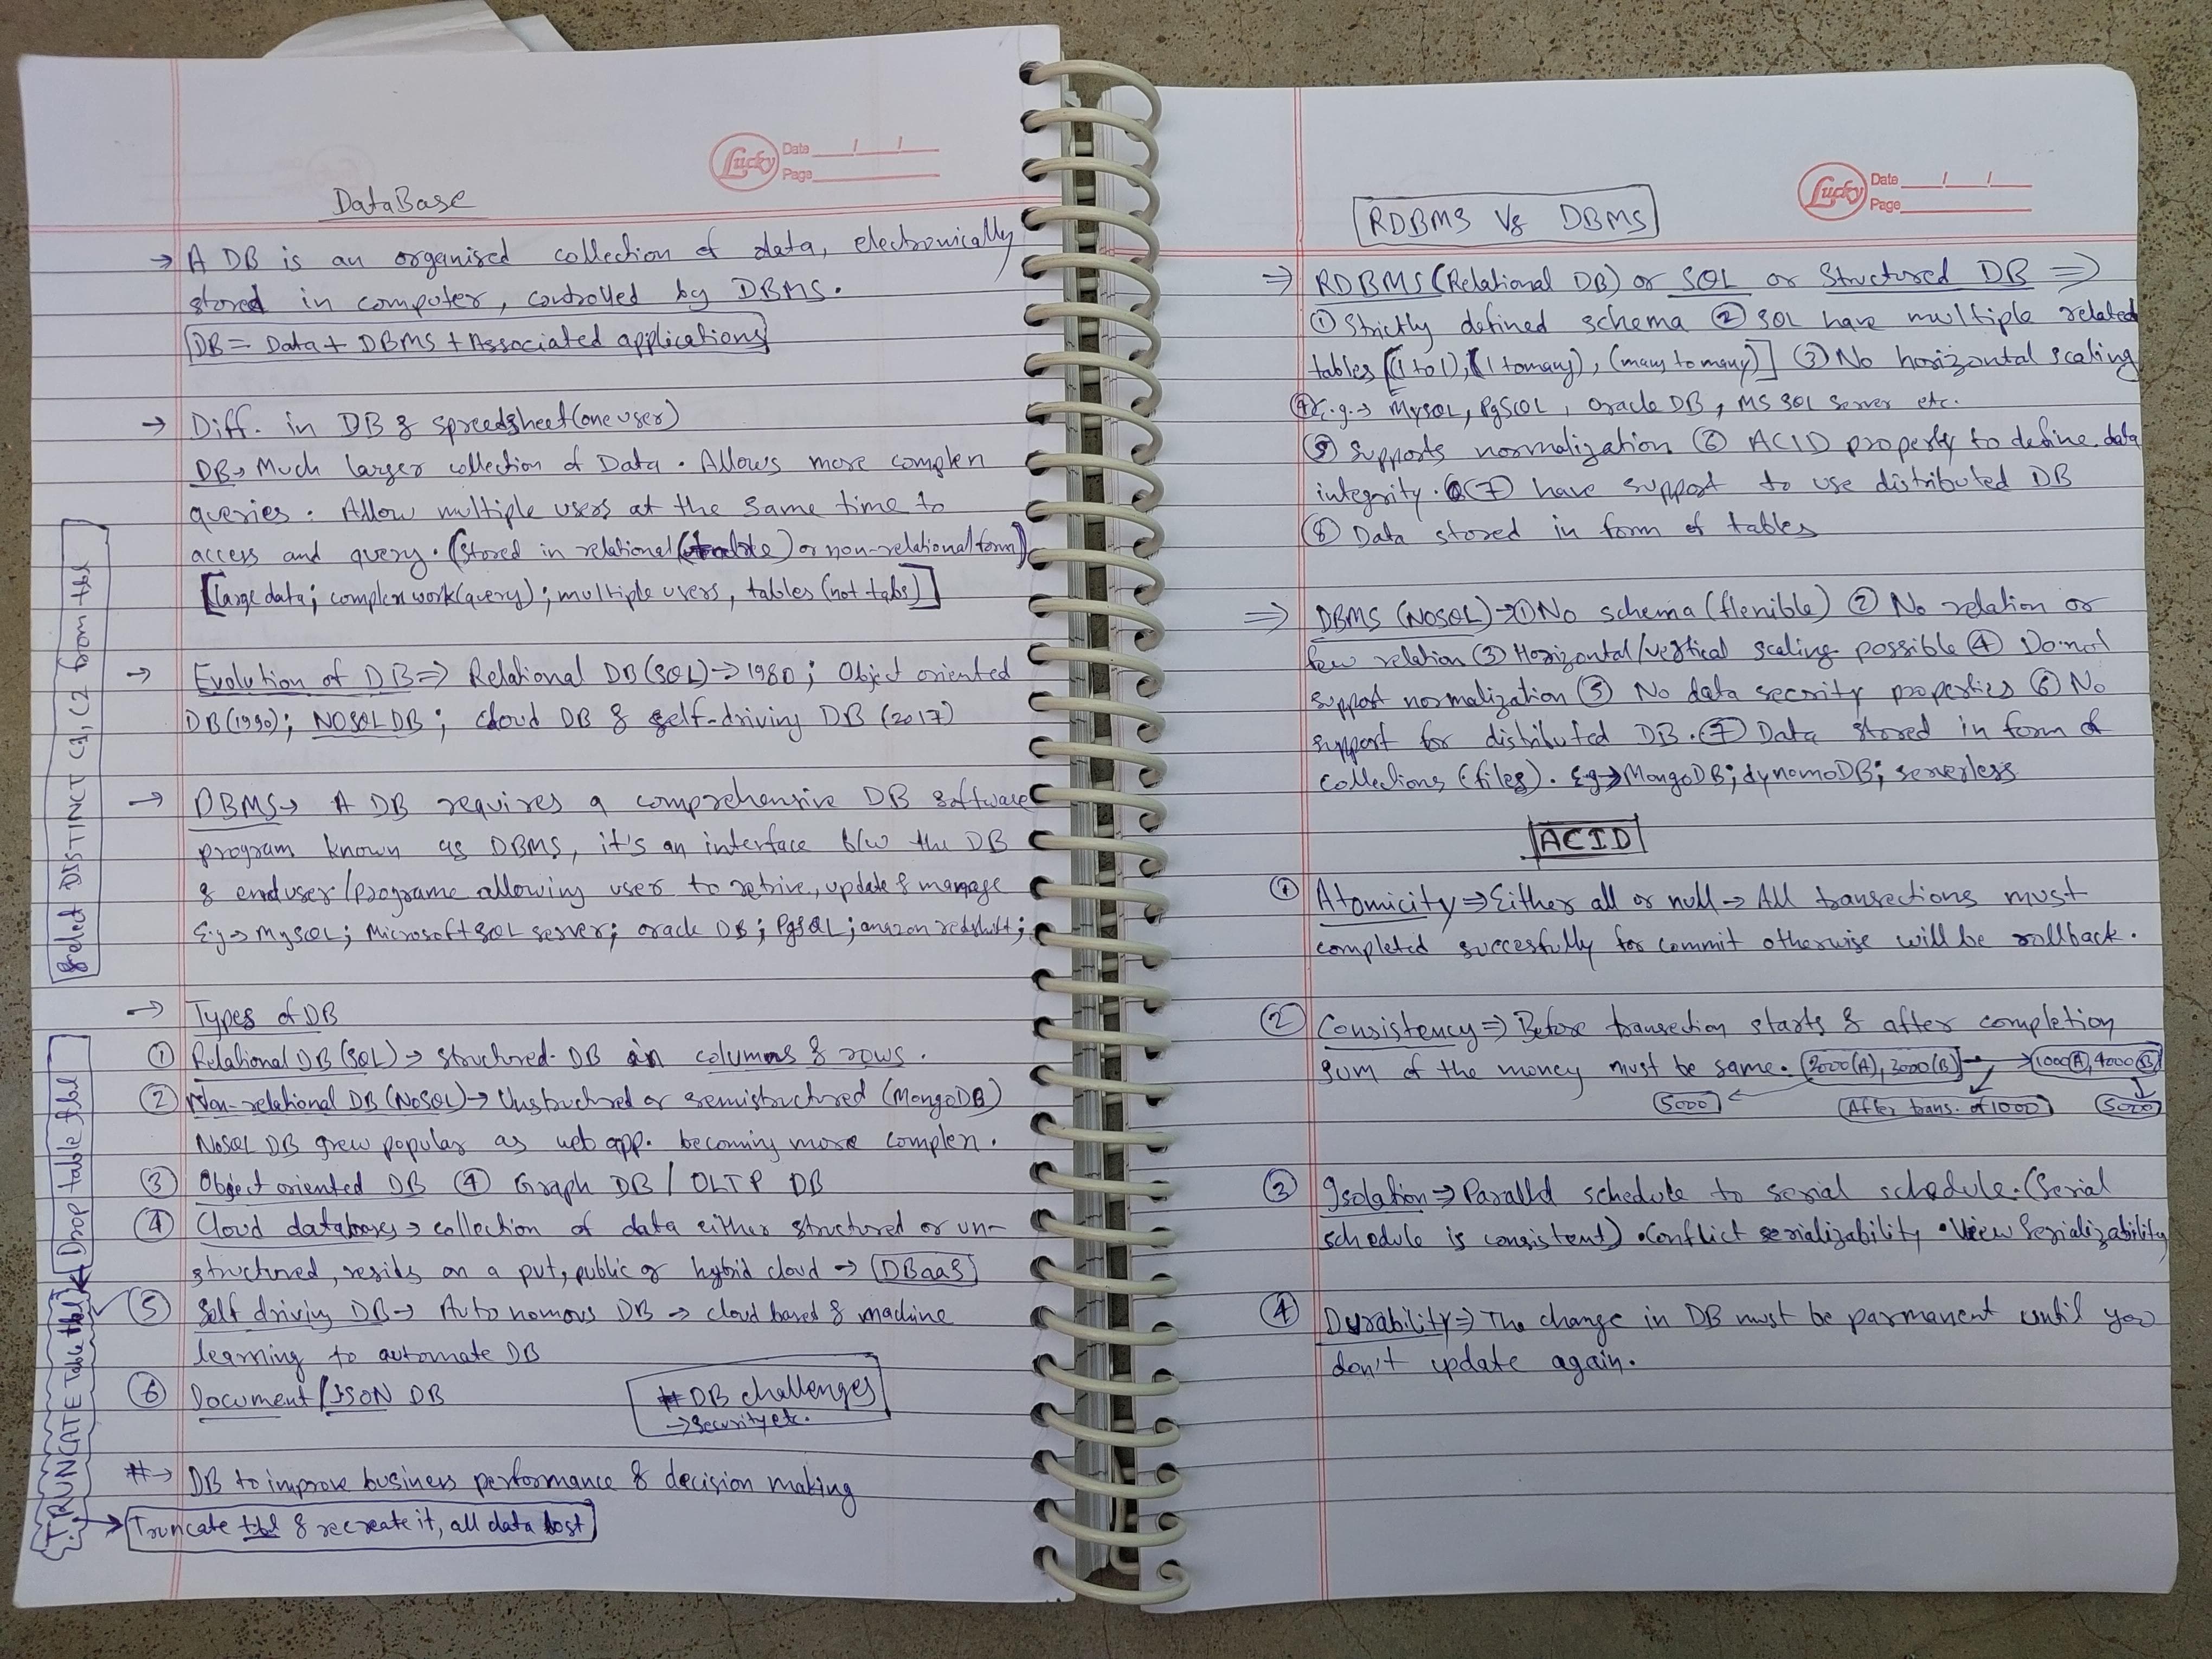 Lucky Date / /
Page
DataBase
→ A DB is an organised collection of data, electronically
stored in computer, controlled by DBMS.
DB = Data + DBMS + Associated applications
→ Diff. in DB & spreedsheet (one user)
DB → Much larger collection of Data. Allows more complex
queries. Allow multiple users at the same time to
access and query. (Stored in relational ( ) or non-relational form)
[large data; complex work(query); multiple users, tables (not tabs)]
→ Evolution of DB ⇒ Relational DB (SQL) → 1980; Object oriented
DB (1990); NOSQL DB; cloud DB & self-driving DB (2017)
→ DBMS → A DB requires a comprehensive DB software
program known as DBMS, it's an interface b/w the DB
& enduser/programe allowing user to retrive, update & manage
Eg → MySQL; Microsoft SQL server; oracle DB; PgSQL; amazon redshift;
→ Types of DB
① Relational DB (SQL) → structured DB in columns & rows.
② Non-relational DB (NoSQL) → Unstructured or semistructured (MongoDB)
NoSQL DB grew popular as web app. becoming more complex.
③ Object oriented DB ④ Graph DB / OLTP DB
④ Cloud databases → collection of data either structured or un-
structured, resids on a pvt, public or hybrid cloud → [DBaaS]
⑤ Self driving DB → Autonomous DB → cloud based & machine
learning to automate DB
⑥ Document / JSON DB
# DB challenges
→ Security etc.
# → DB to improve business performance & decision making
→ Truncate tbl & recreate it, all data lost
Select DISTINCT C1, C2 from tbl
Drop table tbl
TRUNCATE Table tbl
Lucky Date / /
Page
RDBMS Vs DBMS
⇒ RDBMS (Relational DB) or SQL or Structured DB ⇒
① Strictly defined schema ② SQL have multiple related
tables [(1 to 1), (1 to many), (many to many)] ③ No horizontal scaling
④ E.g. → MySQL, PgSQL, Oracle DB, MS SQL Server etc.
⑤ Supports normalization ⑥ ACID property to define data
integrity. ⑦ have support to use distributed DB
⑧ Data stored in form of tables
⇒ DBMS (NOSQL) → ① No schema (flexible) ② No relation or
few relation ③ Horizontal/vertical scaling possible ④ Do not
support normalization ⑤ No data security properties ⑥ No
support for distributed DB. ⑦ Data stored in form of
collections (files). Eg → MongoDB; dynomoDB; serverless
ACID
① Atomicity ⇒ Either all or null → All transections must
completed succesfully for commit otherwise will be rollback.
② Consistency ⇒ Before transection starts & after completion
sum of the money must be same. 2000(A), 3000(B) → 1000(A), 4000(B)
5000 After trans. of 1000 5000
③ Isolation ⇒ Parallel schedule to serial schedule. (Serial
schedule is consistent) • Conflict serializability • View Serializability
④ Durability ⇒ The change in DB must be parmanent until you
don't update again.